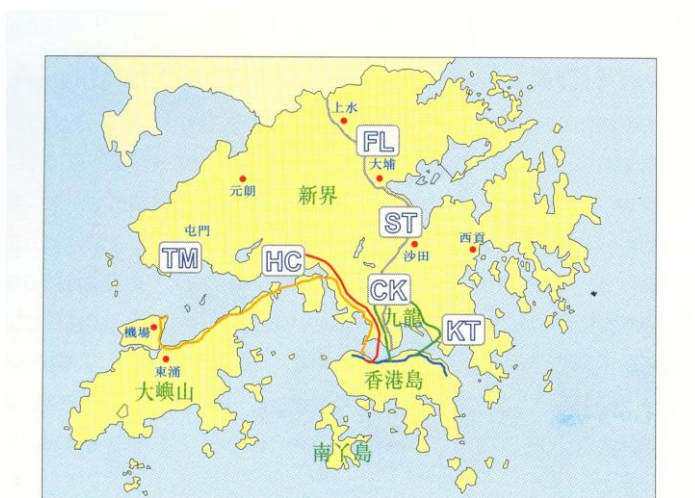 上水
FL
大埔
元朗
新界
ST
屯門
沙田
西貢
TM
HC
CK
九龍
KT
機場
東涌
香港島
大嶼山
南丫島